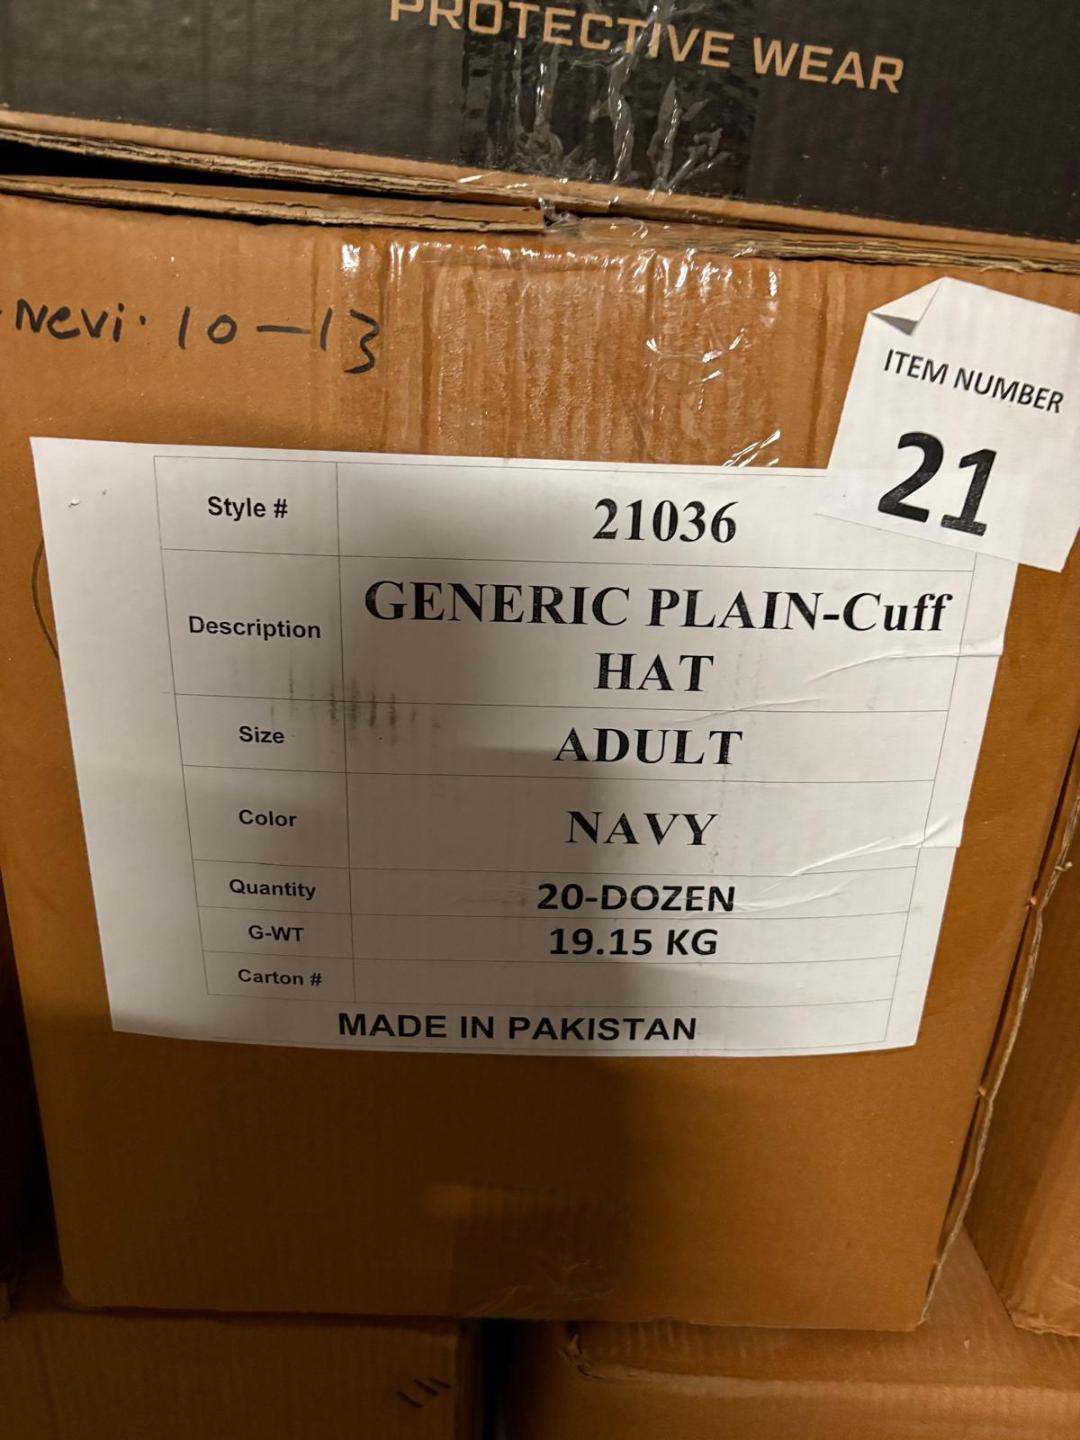 PROTECTIVE WEAR
Nevi. 10-13
ITEM NUMBER
21
Style # 21036
Description GENERIC PLAIN-Cuff
HAT
Size ADULT
Color NAVY
Quantity 20-DOZEN
G-WT 19.15 KG
Carton #
MADE IN PAKISTAN